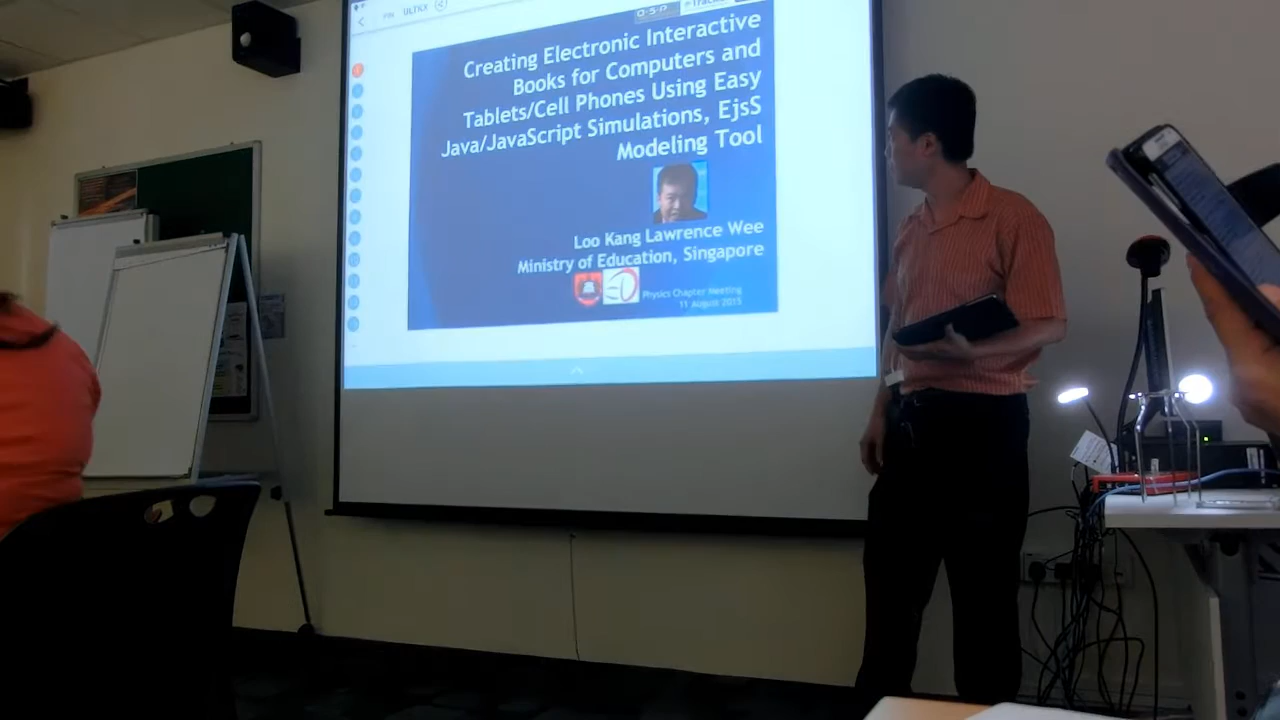 Creating Electronic Interactive
Books for Computers and
Tablets/Cell Phones Using Easy
Java/JavaScript Simulations, EjsS
Modeling Tool
Loo Kang Lawrence Wee
Ministry of Education, Singapore
Physics Chapter Meeting
11 August 2015